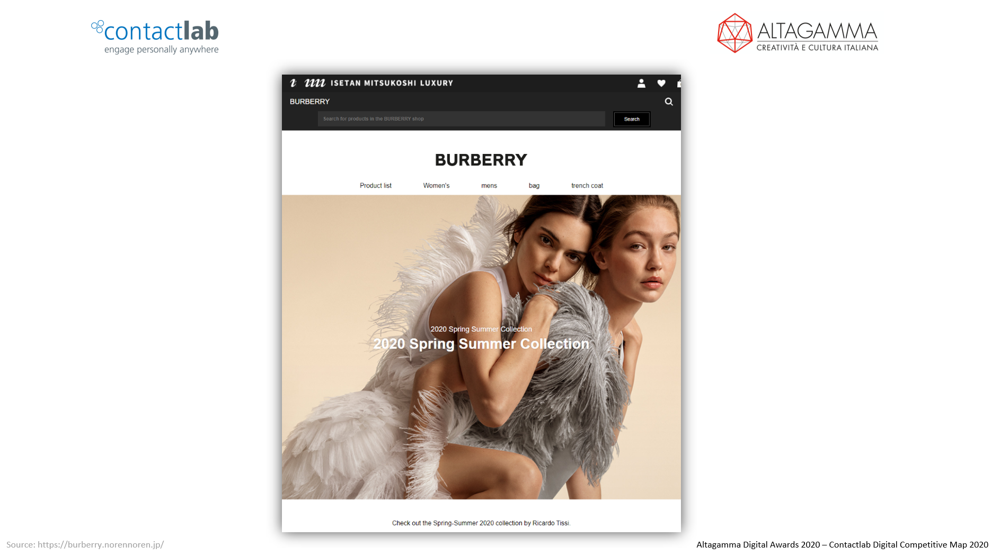 contactlab
engage personally anywhere
ALTAGAMMA
CREATIVITÀ E CULTURA ITALIANA
i m ISETAN MITSUKOSHI LUXURY
BURBERRY
Search for products in the BURBERRY shop
Search
BURBERRY
Product list Women's mens bag trench coat
2020 Spring Summer Collection
2020 Spring Summer Collection
Check out the Spring-Summer 2020 collection by Ricardo Tissi.
Source: https://burberry.norennoren.jp/
Altagamma Digital Awards 2020 – Contactlab Digital Competitive Map 2020